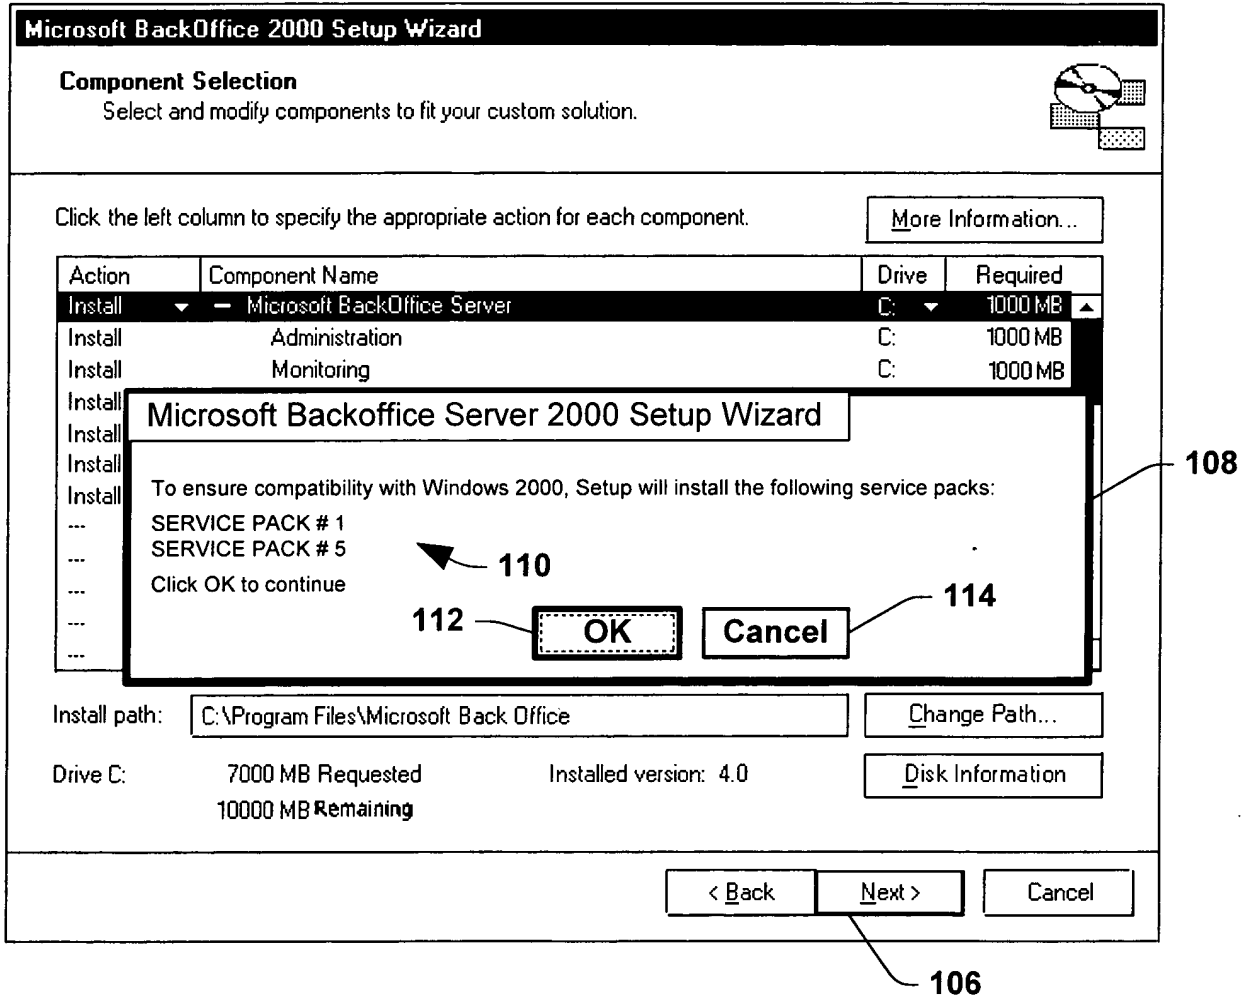 Microsoft BackOffice 2000 Setup Wizard
Component Selection
Select and modify components to fit your custom solution.
Click the left column to specify the appropriate action for each component.
More Information...
Action Component Name Drive Required
Install – Microsoft BackOffice Server C: 1000 MB
Install Administration C: 1000 MB
Install Monitoring C: 1000 MB
Install
Install
Install
Install
---
---
---
---
---
Microsoft Backoffice Server 2000 Setup Wizard
To ensure compatibility with Windows 2000, Setup will install the following service packs:
SERVICE PACK # 1
SERVICE PACK # 5
Click OK to continue
OK Cancel
108
110
112
114
Install path: C:\Program Files\Microsoft Back Office Change Path...
Drive C: 7000 MB Requested Installed version: 4.0 Disk Information
10000 MB Remaining
< Back Next > Cancel
106